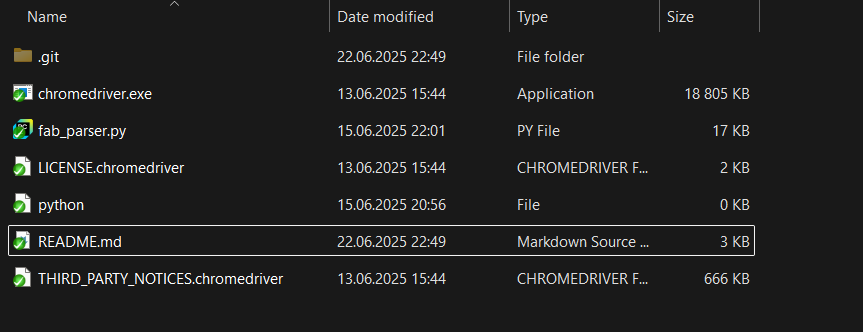 Name Date modified Type Size
.git 22.06.2025 22:49 File folder
chromedriver.exe 13.06.2025 15:44 Application 18 805 KB
fab_parser.py 15.06.2025 22:01 PY File 17 KB
LICENSE.chromedriver 13.06.2025 15:44 CHROMEDRIVER F... 2 KB
python 15.06.2025 20:56 File 0 KB
README.md 22.06.2025 22:49 Markdown Source ... 3 KB
THIRD_PARTY_NOTICES.chromedriver 13.06.2025 15:44 CHROMEDRIVER F... 666 KB